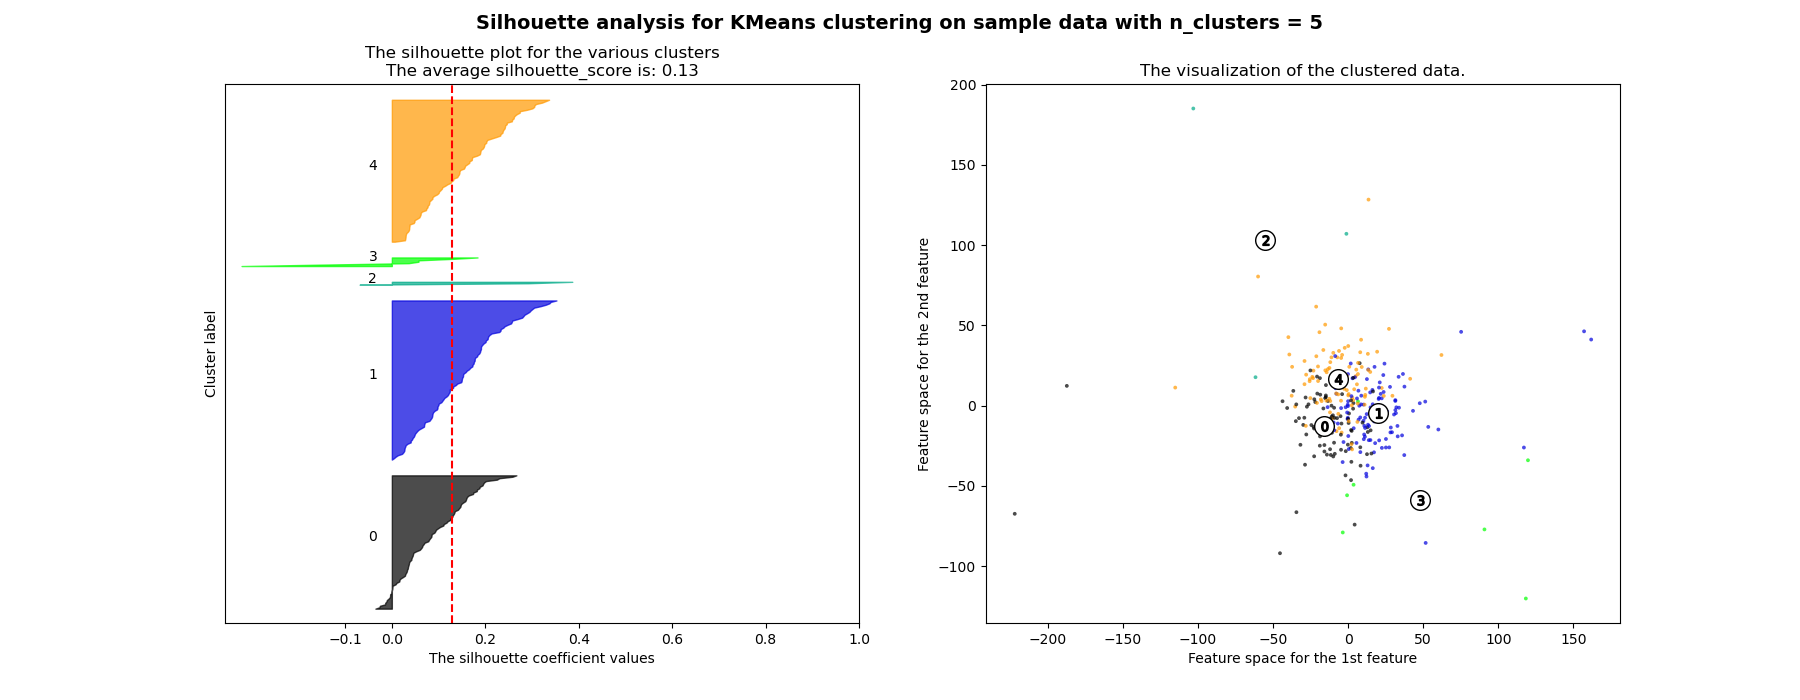 Silhouette analysis for KMeans clustering on sample data with n_clusters = 5
The silhouette plot for the various clusters
The average silhouette_score is: 0.13
4
3
2
1
0
Cluster label
−0.1 0.0 0.2 0.4 0.6 0.8 1.0
The silhouette coefficient values
The visualization of the clustered data.
200
150
100
50
0
−50
−100
Feature space for the 2nd feature
2
4
1
0
3
−200 −150 −100 −50 0 50 100 150
Feature space for the 1st feature